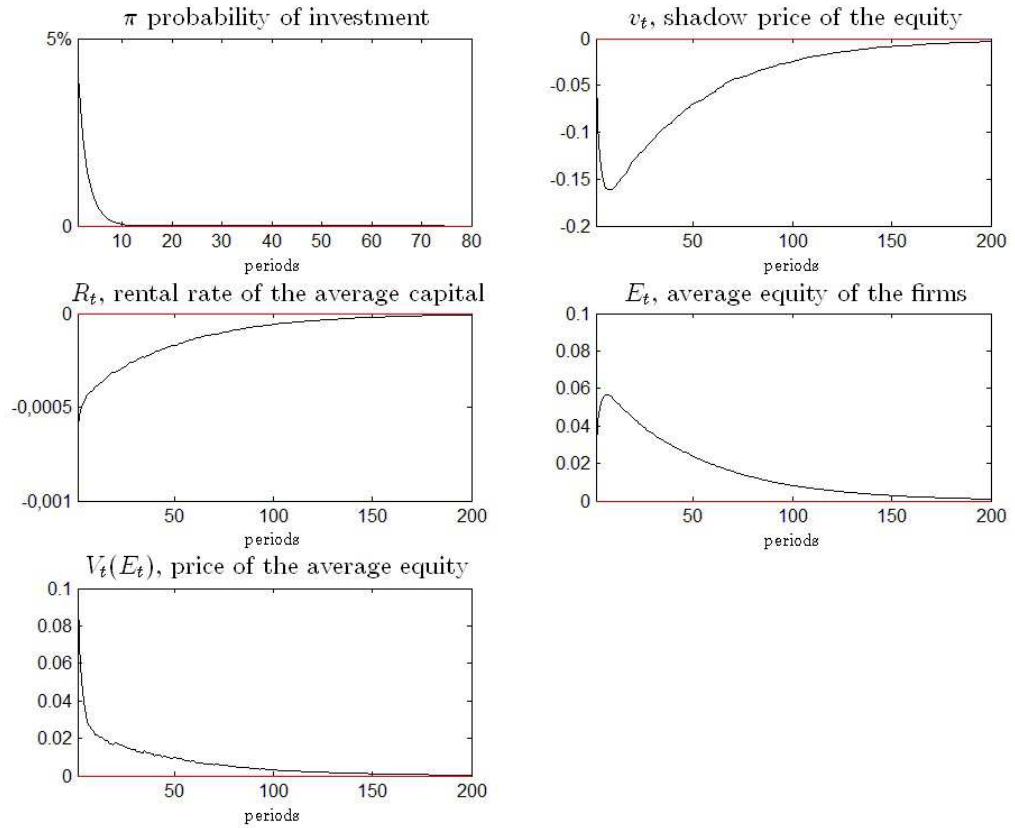 π probability of investment
5%
0
10 20 30 40 50 60 70 80
periods
v_t, shadow price of the equity
0
-0.05
-0.1
-0.15
-0.2
50 100 150 200
periods
R_t, rental rate of the average capital
0
-0,0005
-0,001
50 100 150 200
periods
E_t, average equity of the firms
0.1
0.08
0.06
0.04
0.02
0
50 100 150 200
periods
V_t(E_t), price of the average equity
0.1
0.08
0.06
0.04
0.02
0
50 100 150 200
periods